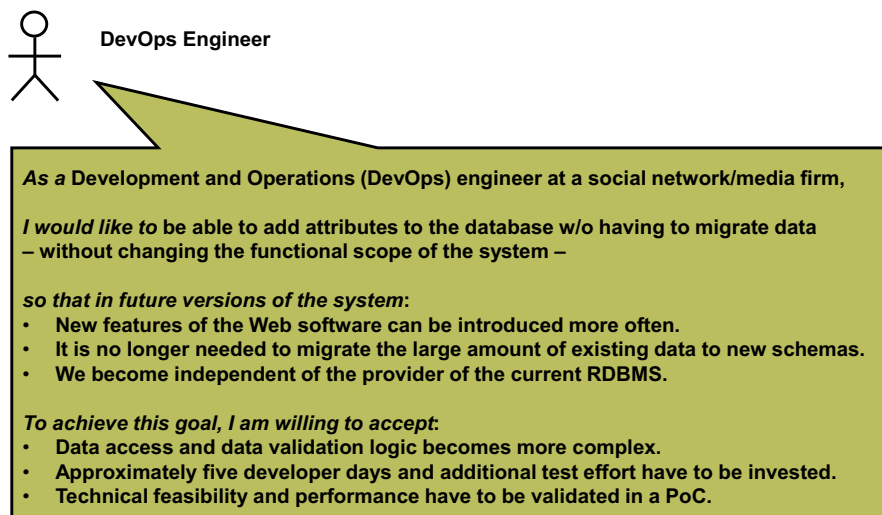 DevOps Engineer
As a Development and Operations (DevOps) engineer at a social network/media firm,
I would like to be able to add attributes to the database w/o having to migrate data
– without changing the functional scope of the system –
so that in future versions of the system:
• New features of the Web software can be introduced more often.
• It is no longer needed to migrate the large amount of existing data to new schemas.
• We become independent of the provider of the current RDBMS.
To achieve this goal, I am willing to accept:
• Data access and data validation logic becomes more complex.
• Approximately five developer days and additional test effort have to be invested.
• Technical feasibility and performance have to be validated in a PoC.